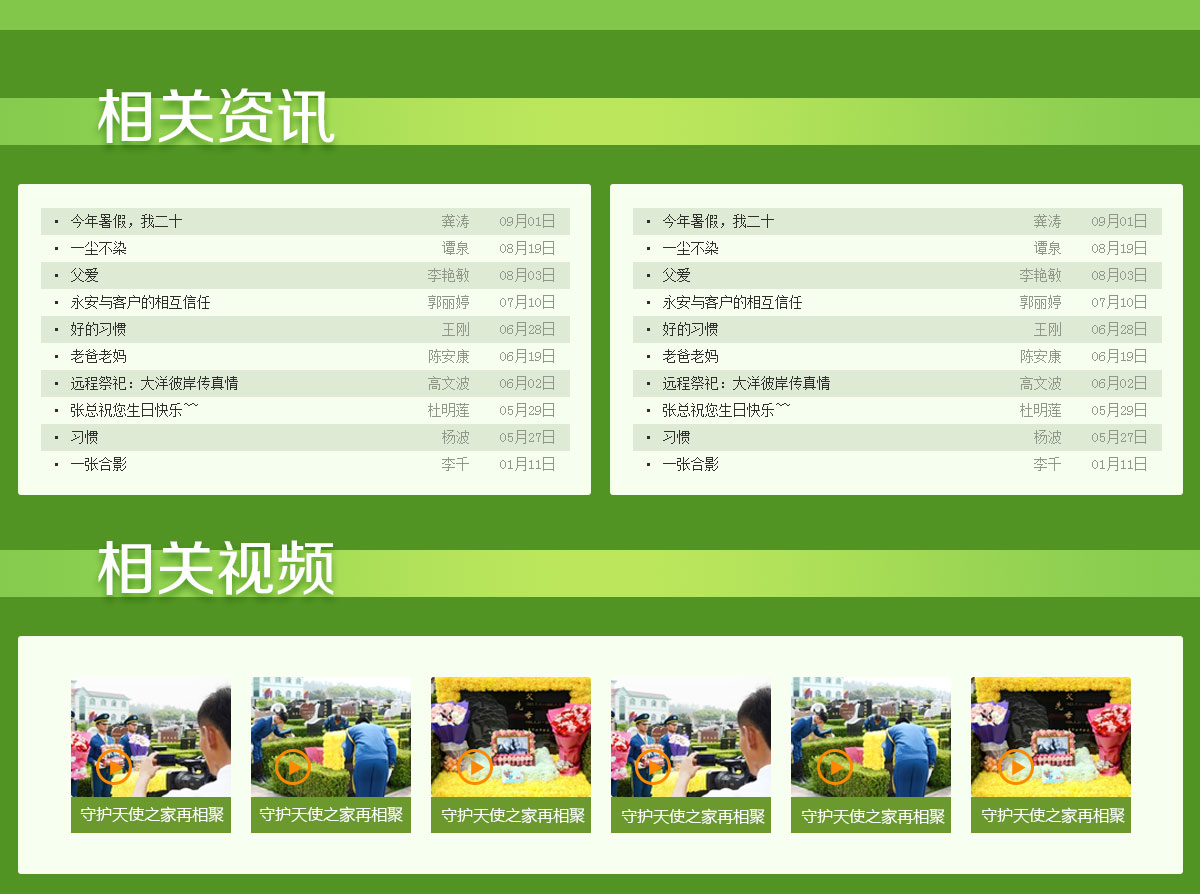 相关资讯
· 今年暑假，我二十 龚涛 09月01日
· 一尘不染 谭泉 08月19日
· 父爱 李艳敏 08月03日
· 永安与客户的相互信任 郭丽婷 07月10日
· 好的习惯 王刚 06月28日
· 老爸老妈 陈安康 06月19日
· 远程祭祀：大洋彼岸传真情 高文波 06月02日
· 张总祝您生日快乐~~ 杜明莲 05月29日
· 习惯 杨波 05月27日
· 一张合影 李千 01月11日
· 今年暑假，我二十 龚涛 09月01日
· 一尘不染 谭泉 08月19日
· 父爱 李艳敏 08月03日
· 永安与客户的相互信任 郭丽婷 07月10日
· 好的习惯 王刚 06月28日
· 老爸老妈 陈安康 06月19日
· 远程祭祀：大洋彼岸传真情 高文波 06月02日
· 张总祝您生日快乐~~ 杜明莲 05月29日
· 习惯 杨波 05月27日
· 一张合影 李千 01月11日
相关视频
守护天使之家再相聚
守护天使之家再相聚
守护天使之家再相聚
守护天使之家再相聚
守护天使之家再相聚
守护天使之家再相聚